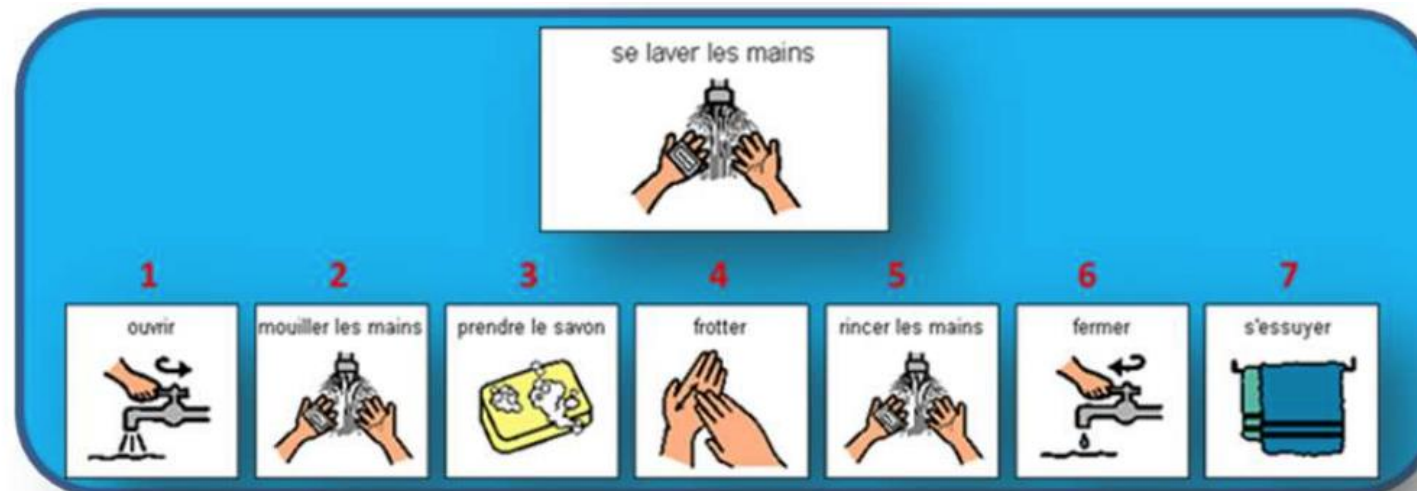 se laver les mains
1 2 3 4 5 6 7
ouvrir mouiller les mains prendre le savon frotter rincer les mains fermer s'essuyer